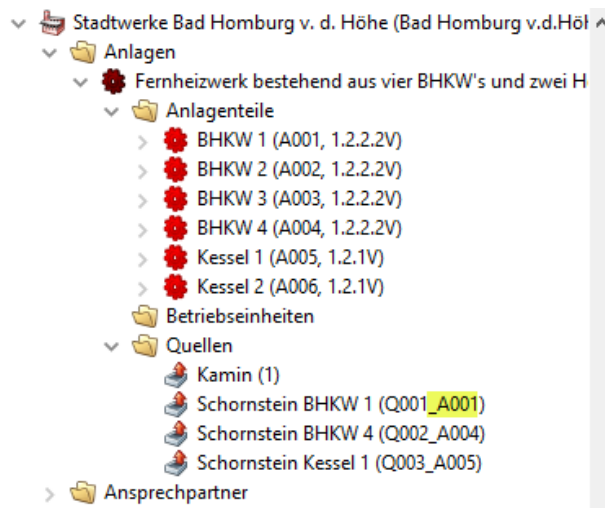 Stadtwerke Bad Homburg v. d. Höhe (Bad Homburg v.d.Höh
Anlagen
Fernheizwerk bestehend aus vier BHKW's und zwei H
Anlagenteile
BHKW 1 (A001, 1.2.2.2V)
BHKW 2 (A002, 1.2.2.2V)
BHKW 3 (A003, 1.2.2.2V)
BHKW 4 (A004, 1.2.2.2V)
Kessel 1 (A005, 1.2.1V)
Kessel 2 (A006, 1.2.1V)
Betriebseinheiten
Quellen
Kamin (1)
Schornstein BHKW 1 (Q001_A001)
Schornstein BHKW 4 (Q002_A004)
Schornstein Kessel 1 (Q003_A005)
Ansprechpartner